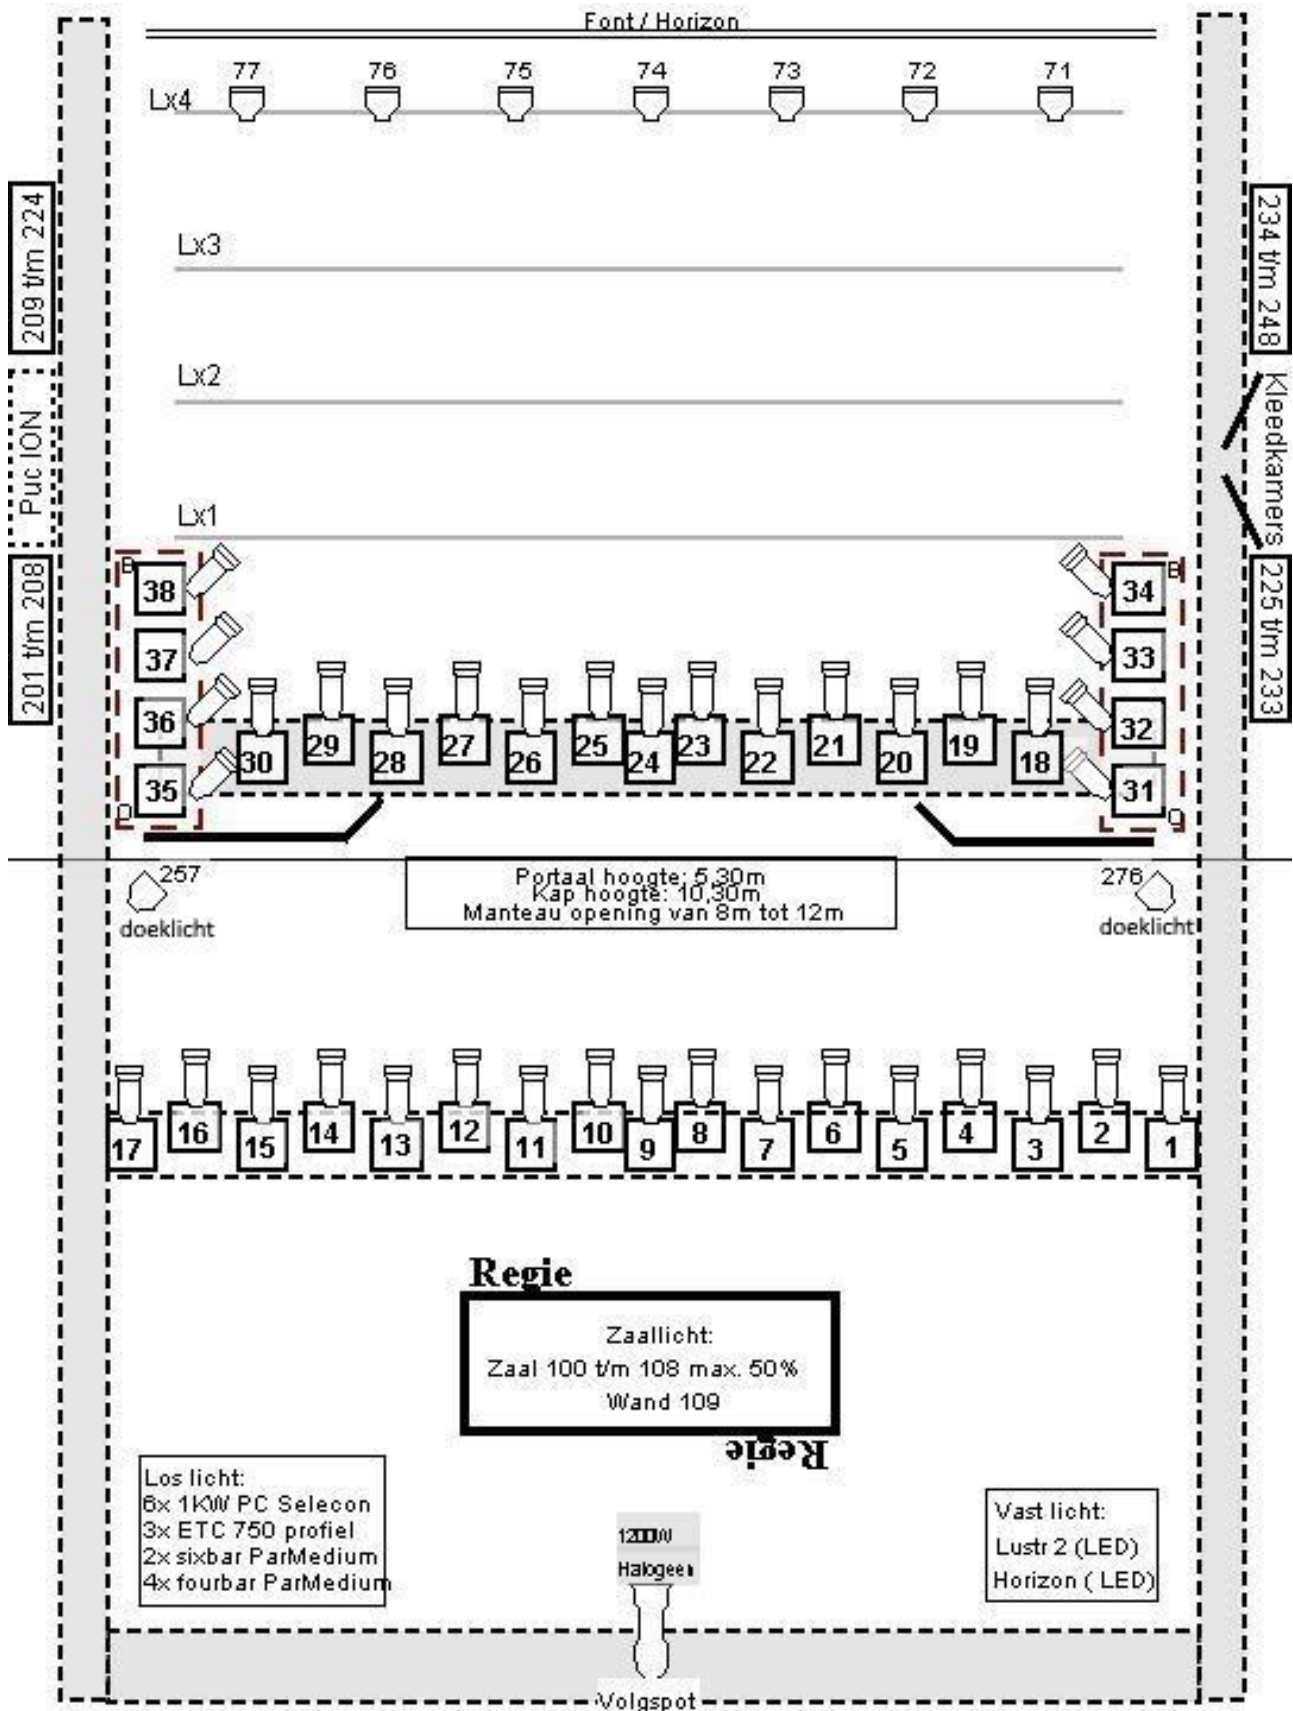 Font / Horizon
77 76 75 74 73 72 71
Lx4
209 t/m 224
234 t/m 248
Lx3
Lx2
Puc ION
Kleedkamers
Lx1
201 t/m 208
225 t/m 233
B
B
38
34
37
33
36
32
35
31
29 27 25 23 21 19
30 28 26 24 22 20 18
O
O
257
276
doeklicht
doeklicht
Portaal hoogte: 5,30m
Kap hoogte: 10,30m
Manteau opening van 8m tot 12m
16 14 12 10 8 6 4 2
17 15 13 11 9 7 5 3 1
Regie
Zaallicht:
Zaal 100 t/m 108 max. 50%
Wand 109
Regie
Los licht:
6x 1KW PC Selecon
3x ETC 750 profiel
2x sixbar ParMedium
4x fourbar ParMedium
1200W
Halogeen
Vast licht:
Lustr 2 (LED)
Horizon ( LED)
Volgspot